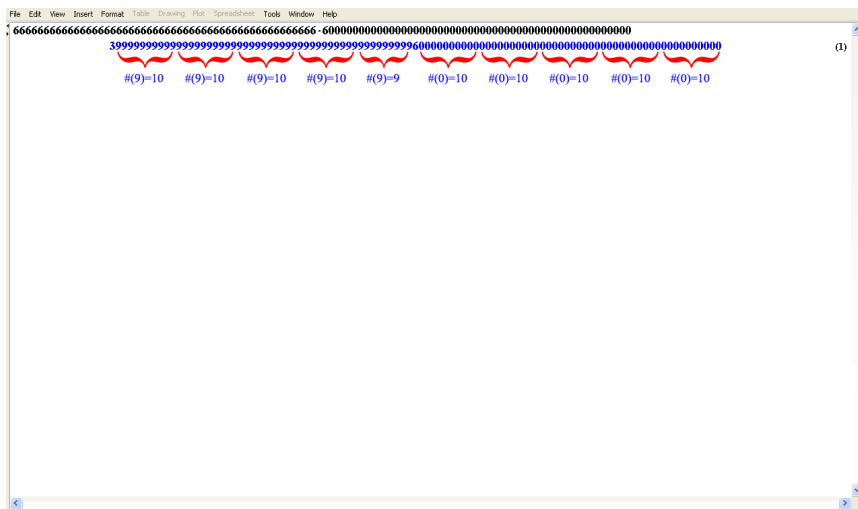 File Edit View Insert Format Table Drawing Plot Spreadsheet Tools Window Help
66666666666666666666666666666666666666666666666666·600000000000000000000000000000000000000000000000000
39999999999999999999999999999999999999999999999999600000000000000000000000000000000000000000000000000 (1)
#(9)=10 #(9)=10 #(9)=10 #(9)=10 #(9)=9 #(0)=10 #(0)=10 #(0)=10 #(0)=10 #(0)=10